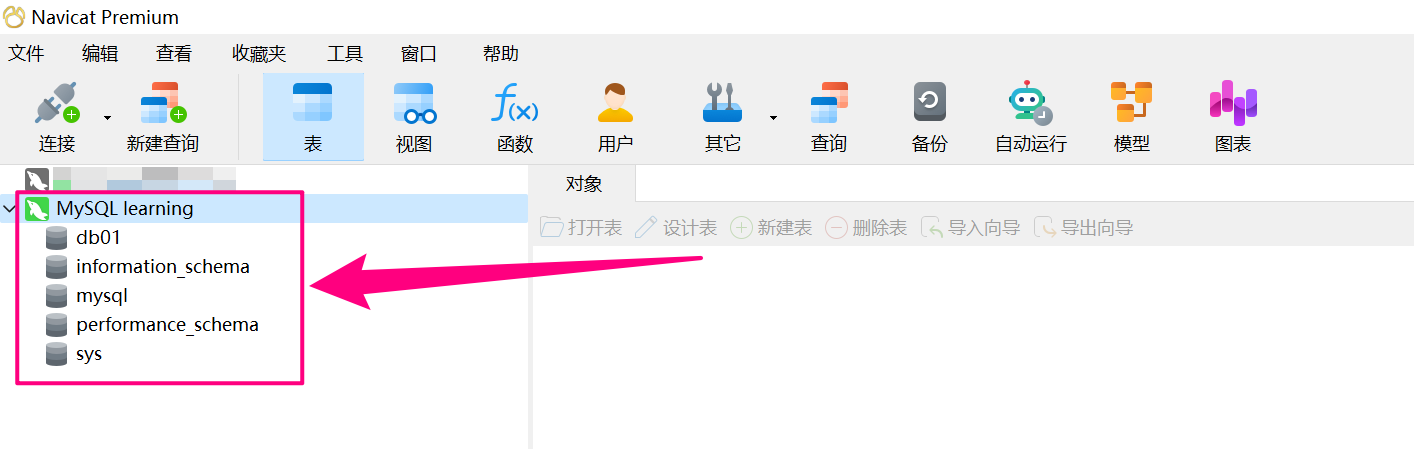 Navicat Premium
文件 编辑 查看 收藏夹 工具 窗口 帮助
连接 新建查询 表 视图 函数 用户 其它 查询 备份 自动运行 模型 图表
MySQL learning
db01
information_schema
mysql
performance_schema
sys
对象
打开表 设计表 新建表 删除表 导入向导 导出向导